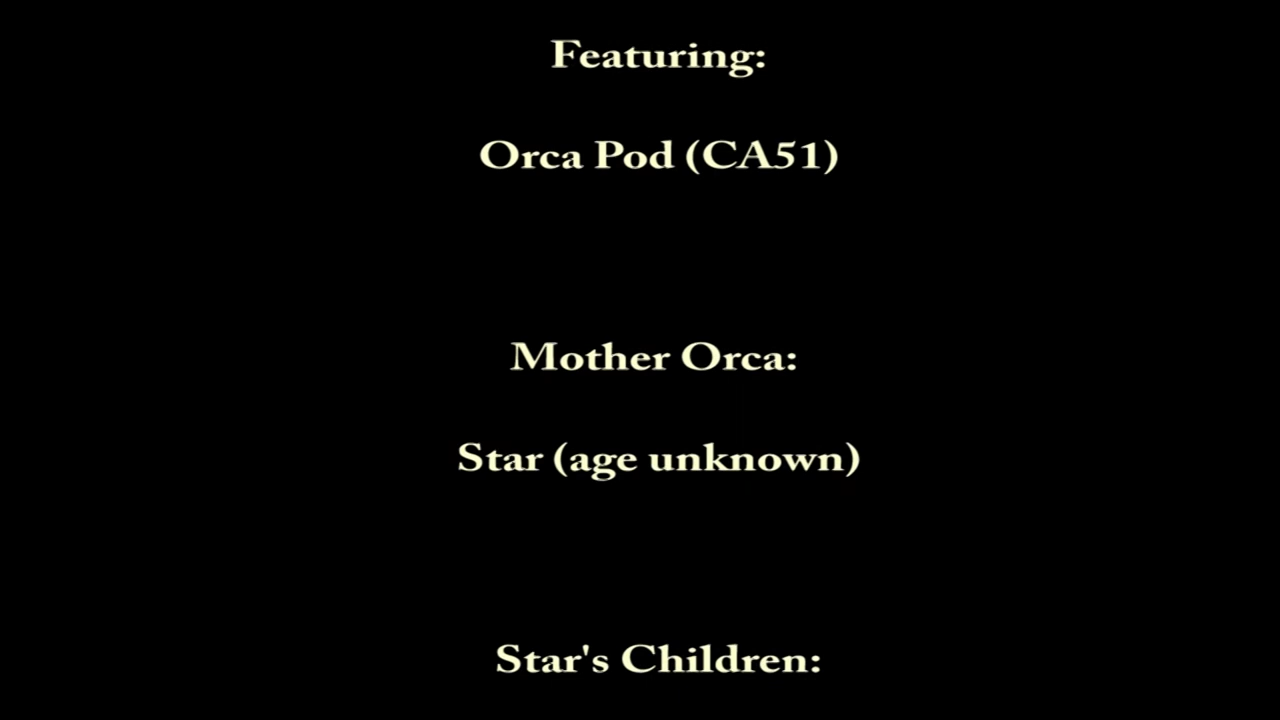 Featuring:
Orca Pod (CA51)
Mother Orca:
Star (age unknown)
Star's Children: